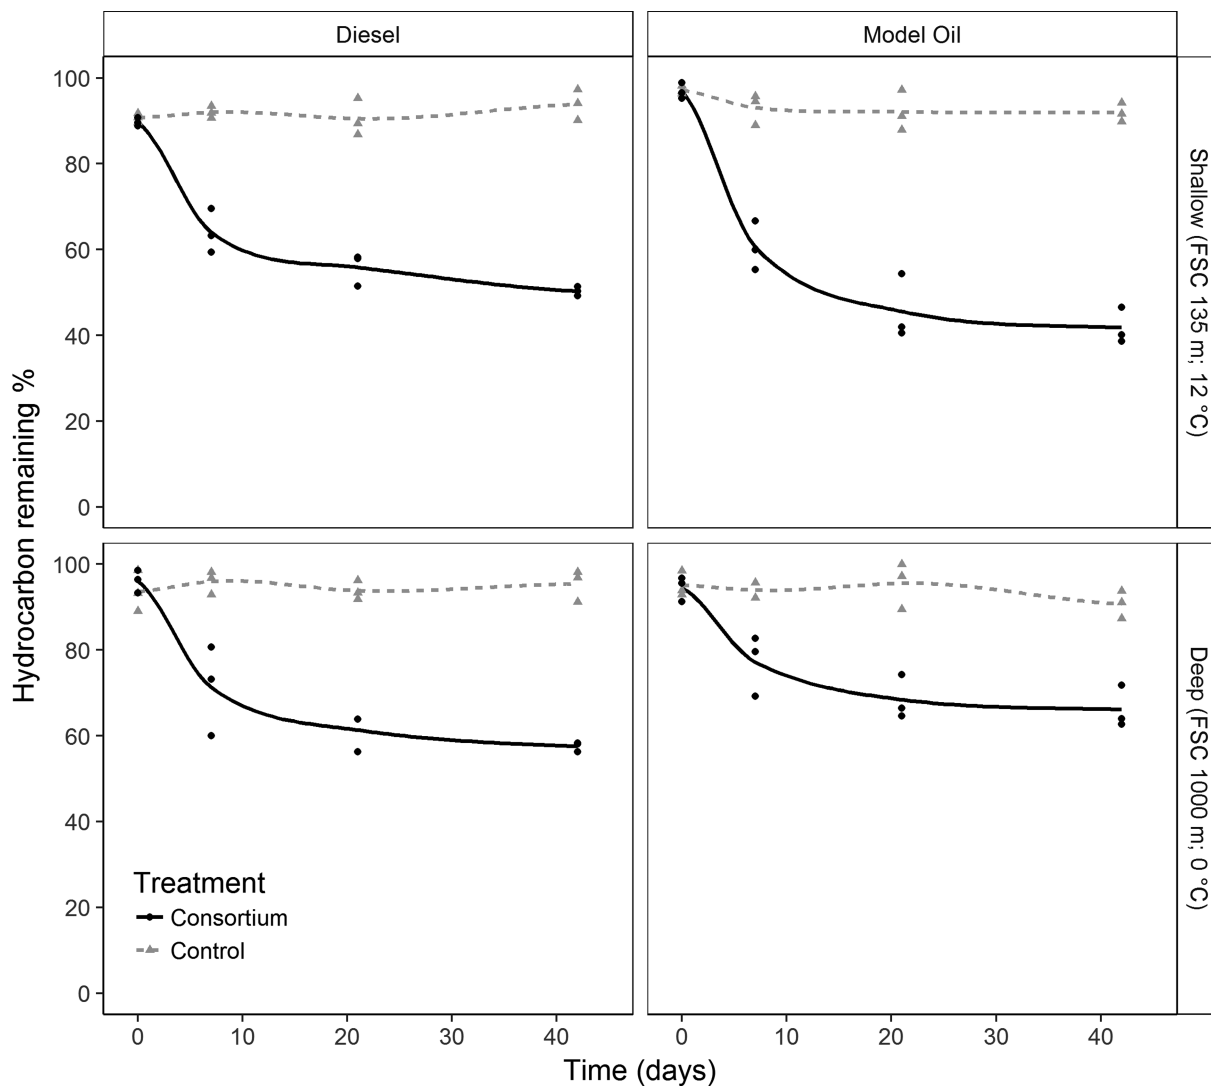 Diesel
Model Oil
Hydrocarbon remaining %
100
80
60
40
20
0
Shallow (FSC 135 m; 12 °C)
100
80
60
40
20
0
Deep (FSC 1000 m; 0 °C)
Treatment
Consortium
Control
0 10 20 30 40
0 10 20 30 40
Time (days)